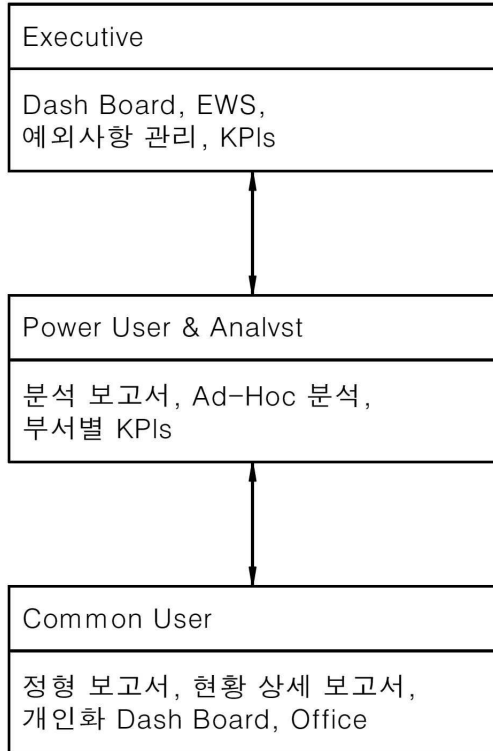 Executive
Dash Board, EWS,
예외사항 관리, KPIs
Power User & Analvst
분석 보고서, Ad-Hoc 분석,
부서별 KPIs
Common User
정형 보고서, 현황 상세 보고서,
개인화 Dash Board, Office